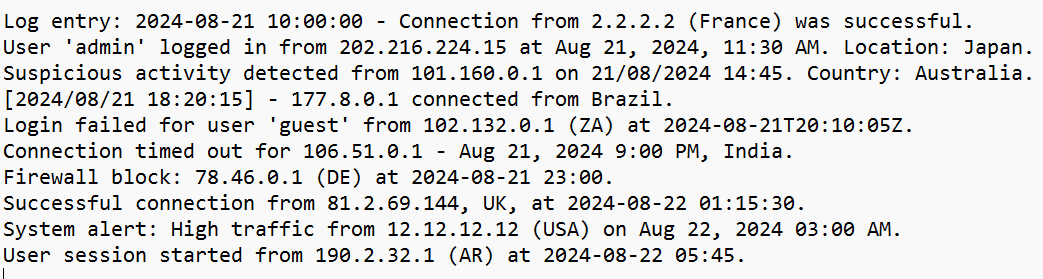 Log entry: 2024-08-21 10:00:00 - Connection from 2.2.2.2 (France) was successful.
User 'admin' logged in from 202.216.224.15 at Aug 21, 2024, 11:30 AM. Location: Japan.
Suspicious activity detected from 101.160.0.1 on 21/08/2024 14:45. Country: Australia.
[2024/08/21 18:20:15] - 177.8.0.1 connected from Brazil.
Login failed for user 'guest' from 102.132.0.1 (ZA) at 2024-08-21T20:10:05Z.
Connection timed out for 106.51.0.1 - Aug 21, 2024 9:00 PM, India.
Firewall block: 78.46.0.1 (DE) at 2024-08-21 23:00.
Successful connection from 81.2.69.144, UK, at 2024-08-22 01:15:30.
System alert: High traffic from 12.12.12.12 (USA) on Aug 22, 2024 03:00 AM.
User session started from 190.2.32.1 (AR) at 2024-08-22 05:45.